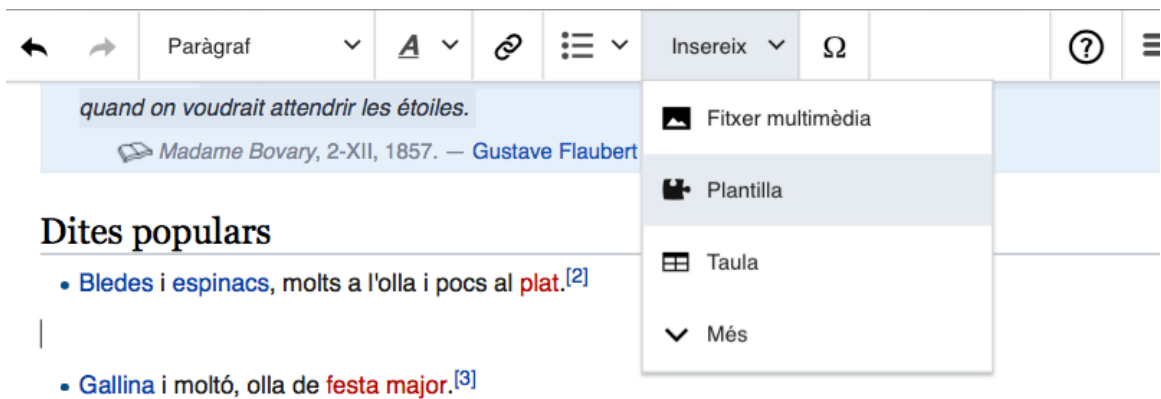 Paràgraf A Insereix Ω ?
quand on voudrait attendrir les étoiles.
Madame Bovary, 2-XII, 1857. — Gustave Flaubert
Fitxer multimèdia
Plantilla
Taula
Més
Dites populars
• Bledes i espinacs, molts a l'olla i pocs al plat.[2]
• Gallina i moltó, olla de festa major.[3]